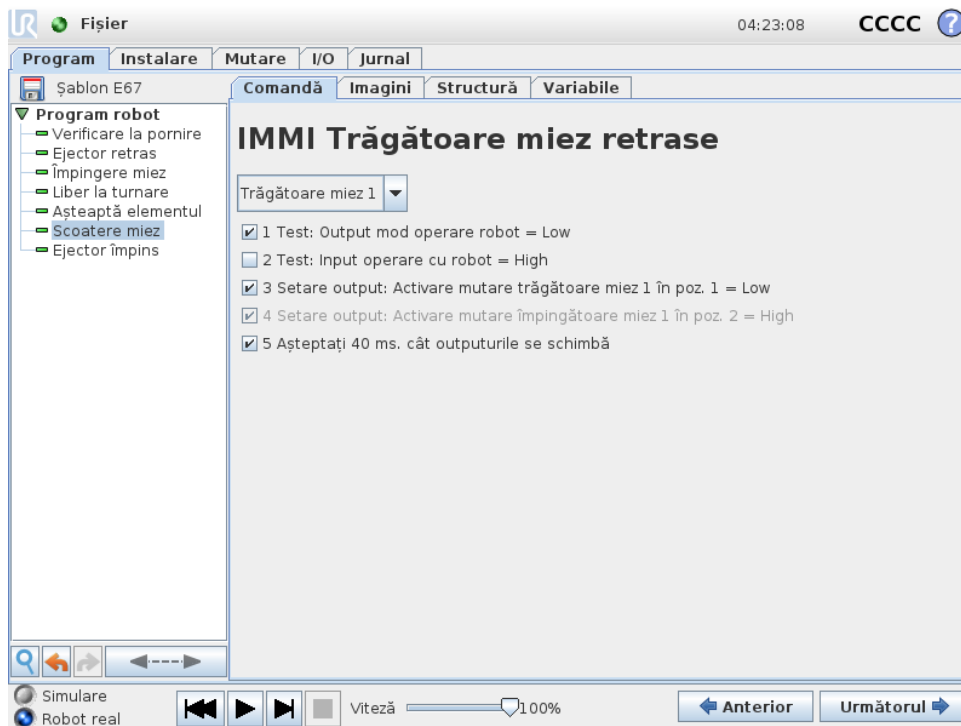 UR Fișier 04:23:08 CCCC ?
Program Instalare Mutare I/O Jurnal
Șablon E67
Comandă Imagini Structură Variabile
Program robot
Verificare la pornire
Ejector retras
Împingere miez
Liber la turnare
Așteaptă elementul
Scoatere miez
Ejector împins
IMMI Trăgătoare miez retrase
Trăgătoare miez 1
1 Test: Output mod operare robot = Low
2 Test: Input operare cu robot = High
3 Setare output: Activare mutare trăgătoare miez 1 în poz. 1 = Low
4 Setare output: Activare mutare împingătoare miez 1 în poz. 2 = High
5 Așteptați 40 ms. cât outputurile se schimbă
Simulare
Robot real
Viteză 100%
Anterior Următorul